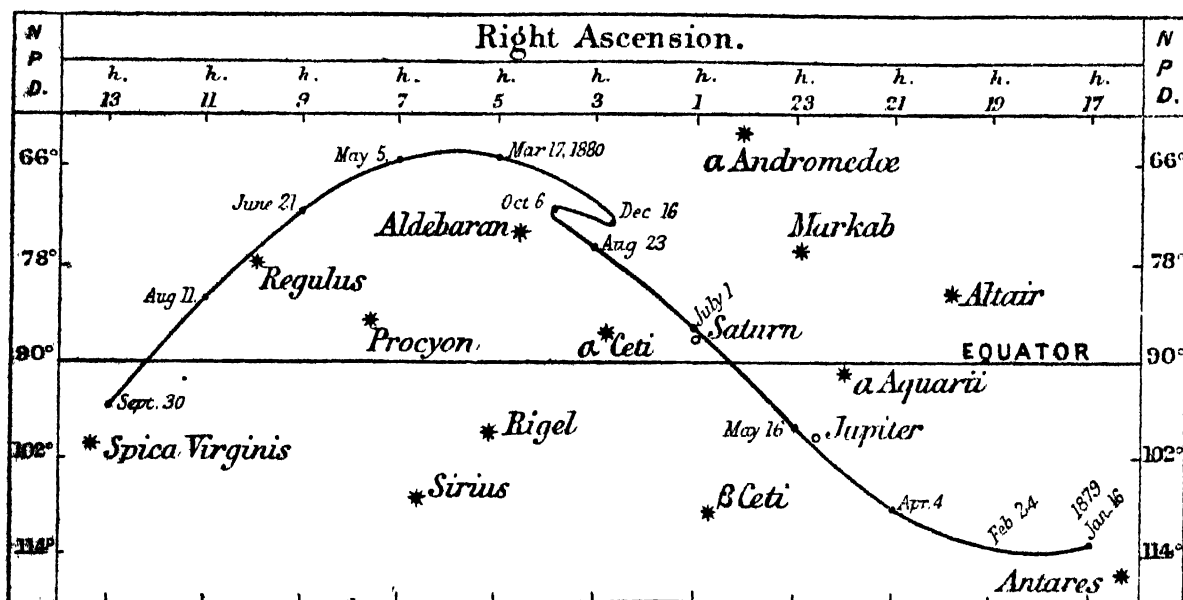 Right Ascension.
N P D.
N P D.
h. h. h. h. h. h. h. h. h. h. h.
13 11 9 7 5 3 1 23 21 19 17
α Andromedœ
66° May 5. Mar 17, 1880 66°
June 21 Oct 6 Dec 16
Aldebaran Aug 23 Markab
78° 78°
Regulus
Aug 11. July 1 Altair
Procyon α Ceti Saturn
90° EQUATOR 90°
α Aquarii
Sept. 30
Rigel May 16 Jupiter
102° Spica Virginis 102°
Sirius β Ceti
Apr. 4 Feb 24 1879 Jan. 16
114° 114°
Antares